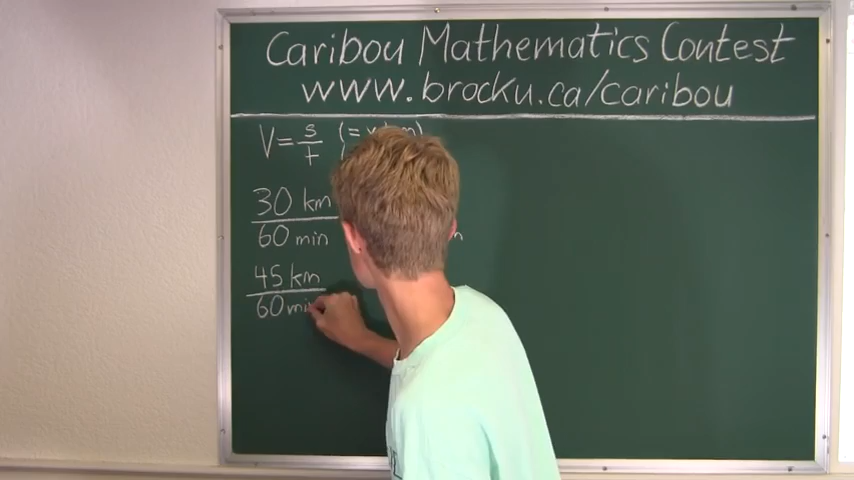 Caribou Mathematics Contest
www.brocku.ca/caribou
V = s/t (=
30 km
60 min
45 km
60 min